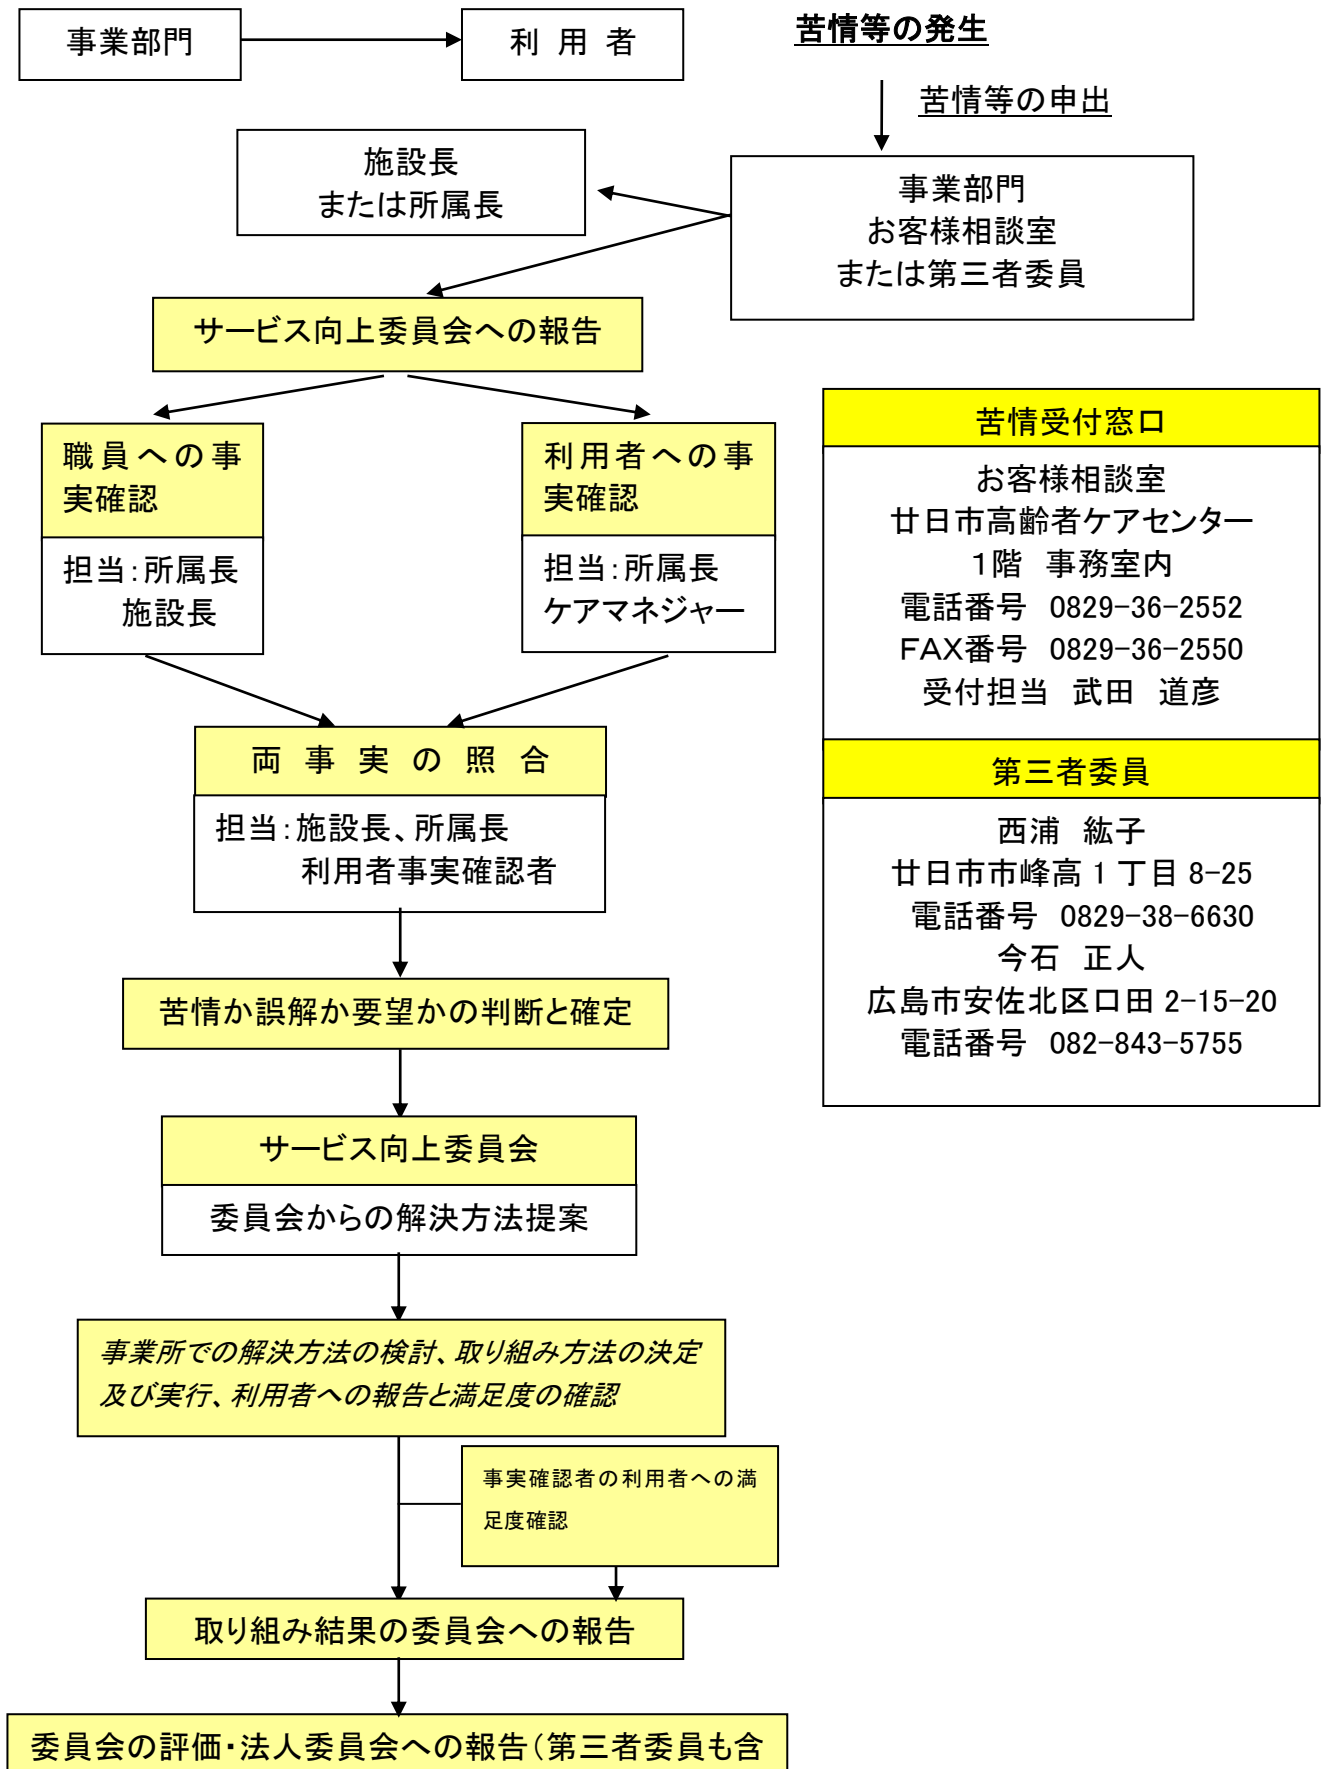 事業部門
利 用 者
苦情等の発生
苦情等の申出
施設長
または所属長
事業部門
お客様相談室
または第三者委員
サービス向上委員会への報告
職員への事
実確認
担当：所属長
施設長
利用者への事
実確認
担当：所属長
ケアマネジャー
両 事 実 の 照 合
担当：施設長、所属長
利用者事実確認者
苦情か誤解か要望かの判断と確定
サービス向上委員会
委員会からの解決方法提案
事業所での解決方法の検討、取り組み方法の決定
及び実行、利用者への報告と満足度の確認
事実確認者の利用者への満
足度確認
取り組み結果の委員会への報告
委員会の評価・法人委員会への報告（第三者委員も含
苦情受付窓口
お客様相談室
廿日市高齢者ケアセンター
１階 事務室内
電話番号 0829-36-2552
ＦＡＸ番号 0829-36-2550
受付担当 武田 道彦
第三者委員
西浦 紘子
廿日市市峰高 1 丁目 8-25
電話番号 0829-38-6630
今石 正人
広島市安佐北区口田 2-15-20
電話番号 082-843-5755